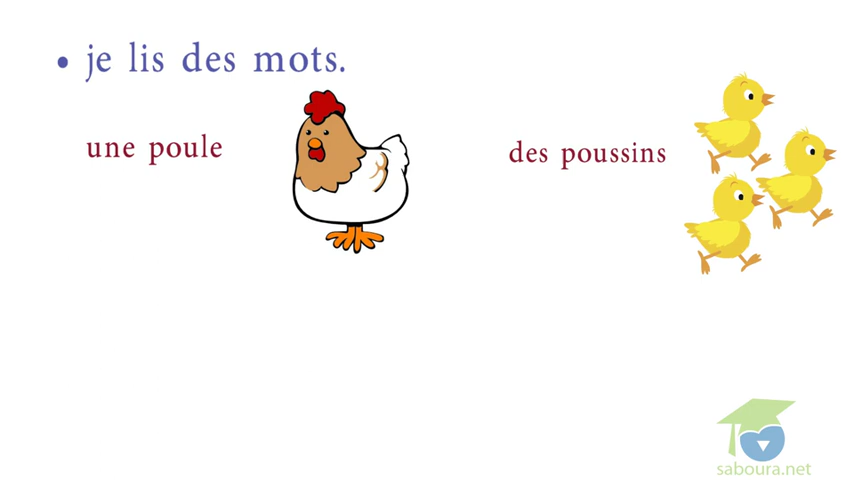 • je lis des mots.
une poule
des poussins
saboura.net